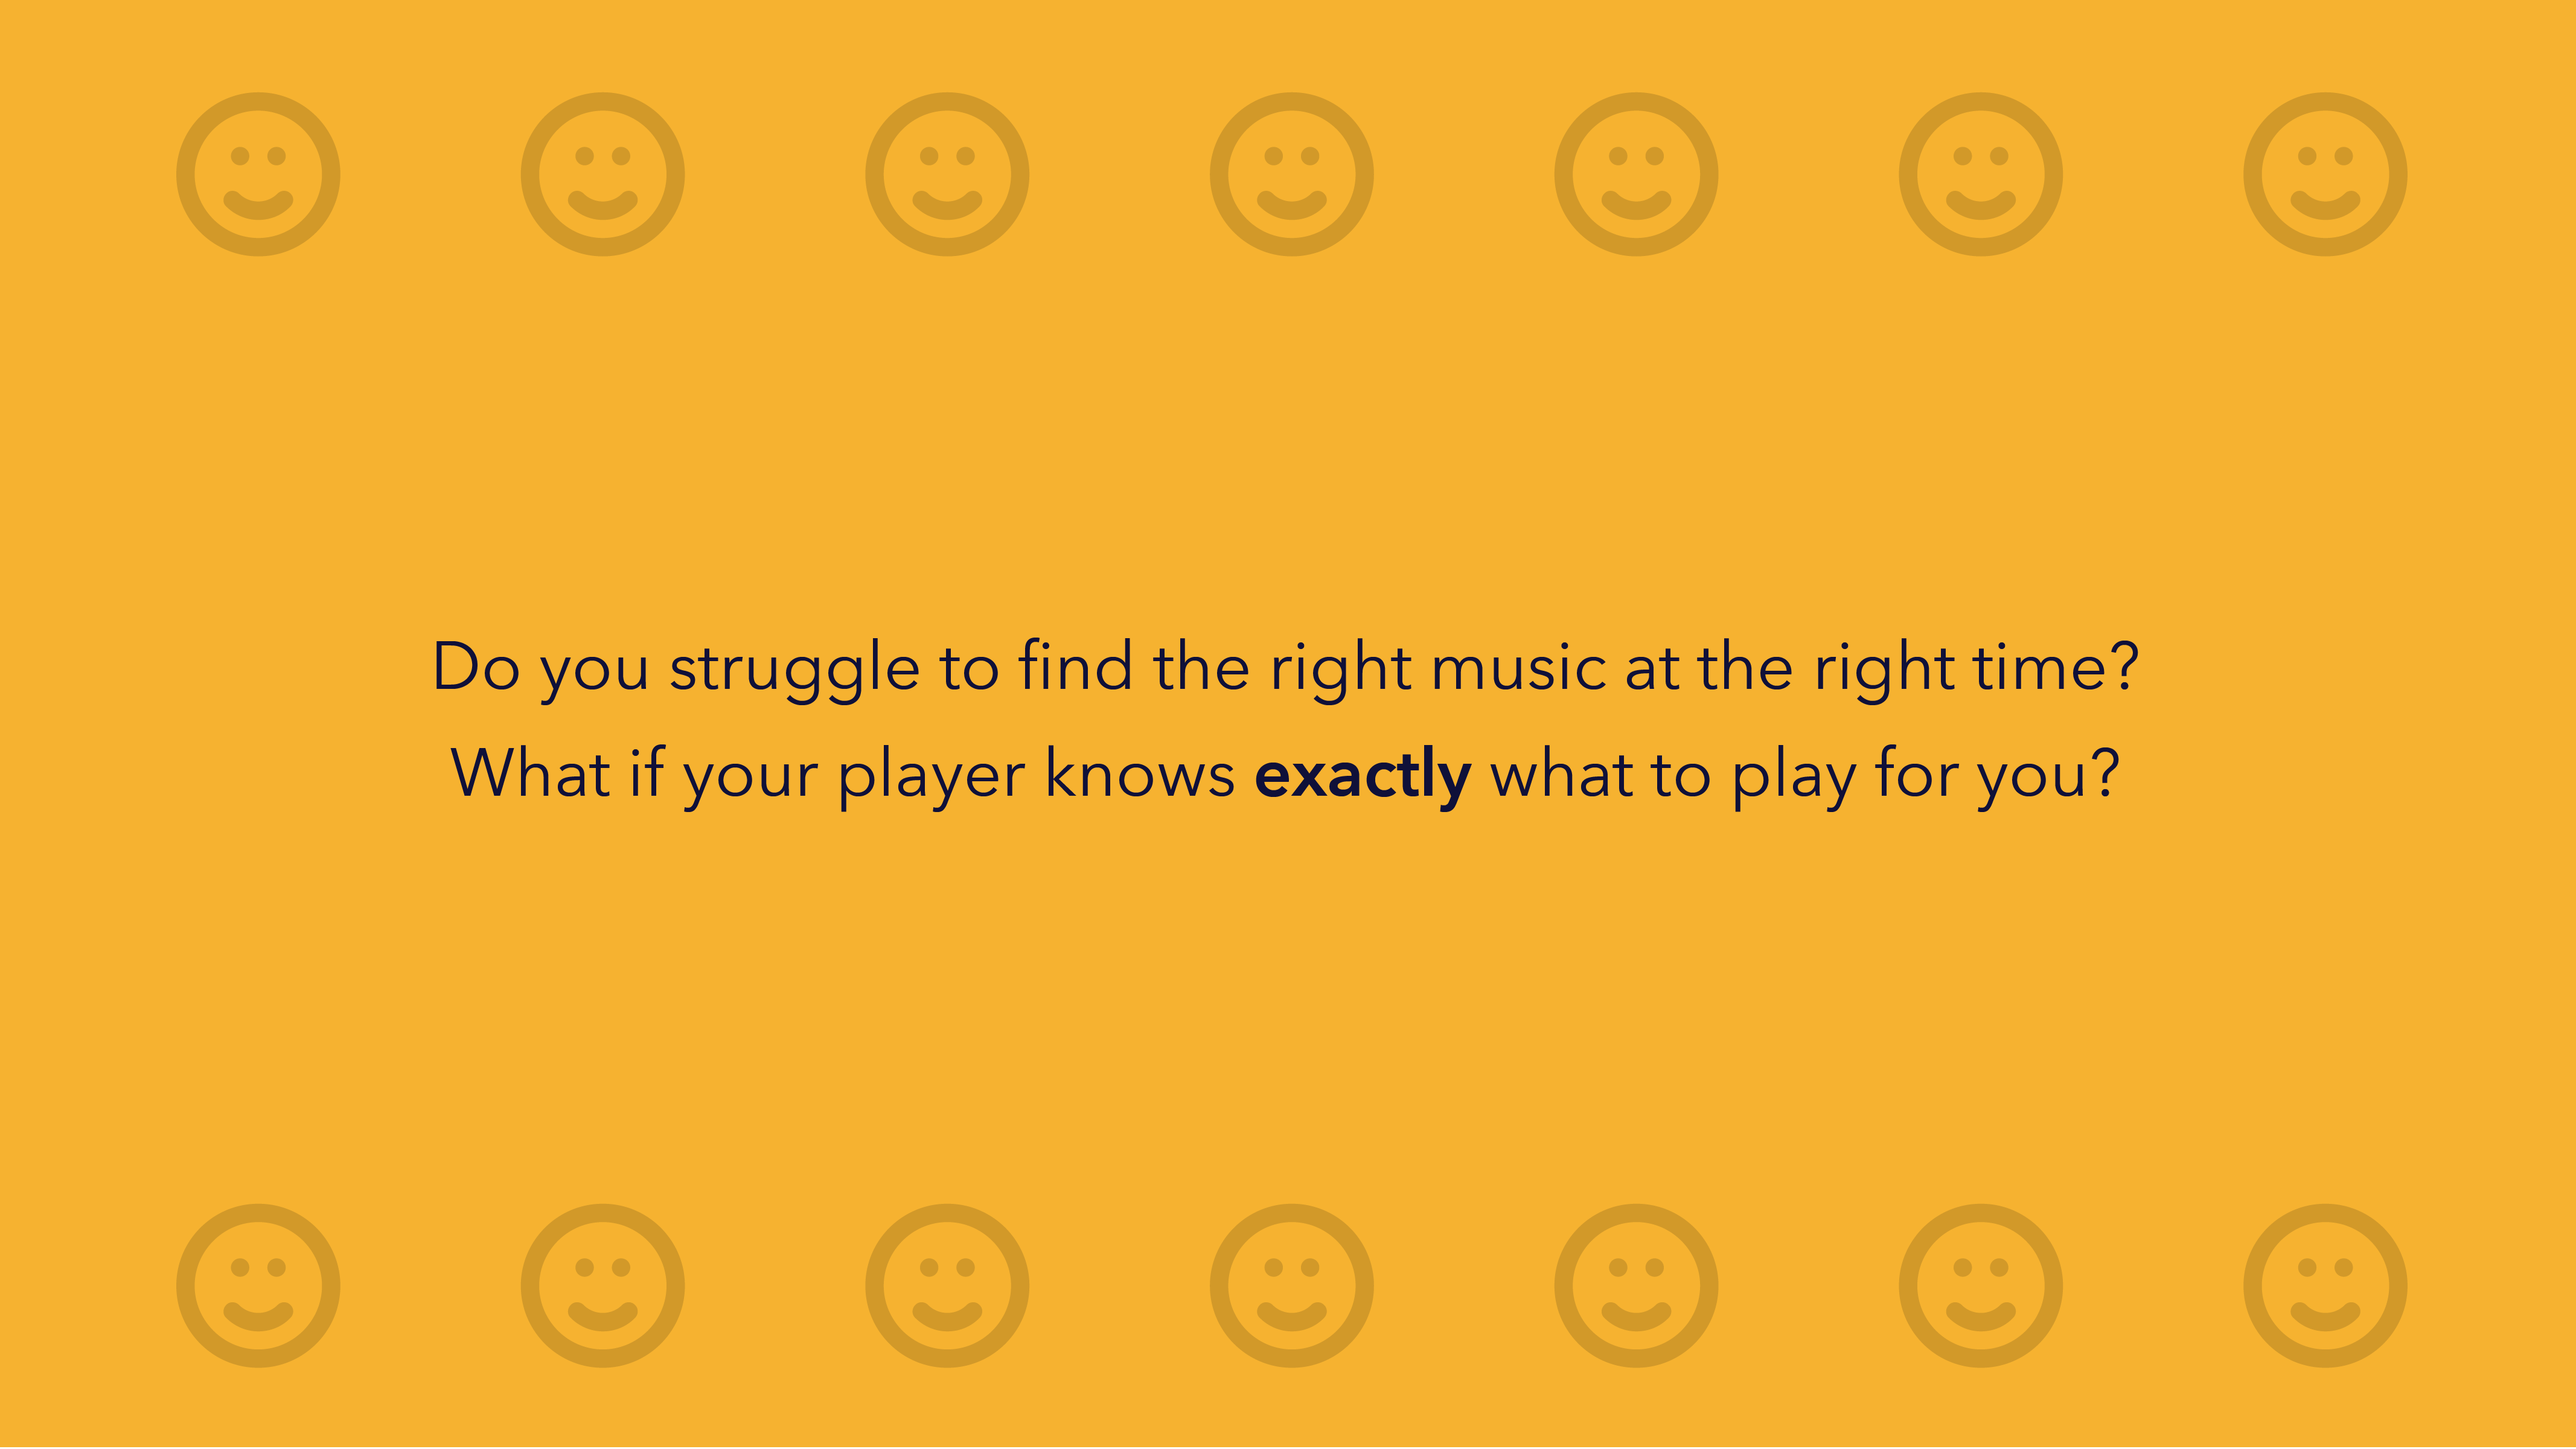 Do you struggle to find the right music at the right time?
What if your player knows exactly what to play for you?